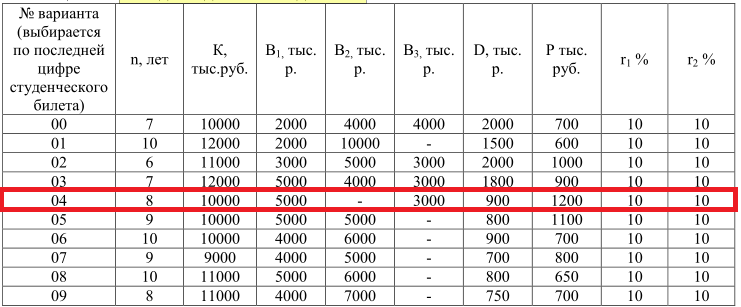 № варианта (выбирается по последней цифре студенческого билета) n, лет K, тыс.руб. B1, тыс. р. B2, тыс. р. B3, тыс. р. D, тыс. р. P тыс. руб. r1 % r2 %
00 7 10000 2000 4000 4000 2000 700 10 10
01 10 12000 2000 10000 - 1500 600 10 10
02 6 11000 3000 5000 3000 2000 1000 10 10
03 7 12000 5000 4000 3000 1800 900 10 10
04 8 10000 5000 - 3000 900 1200 10 10
05 9 10000 5000 5000 - 800 1100 10 10
06 10 10000 4000 6000 - 900 700 10 10
07 9 9000 4000 5000 - 700 800 10 10
08 10 11000 5000 6000 - 800 650 10 10
09 8 11000 4000 7000 - 750 700 10 10